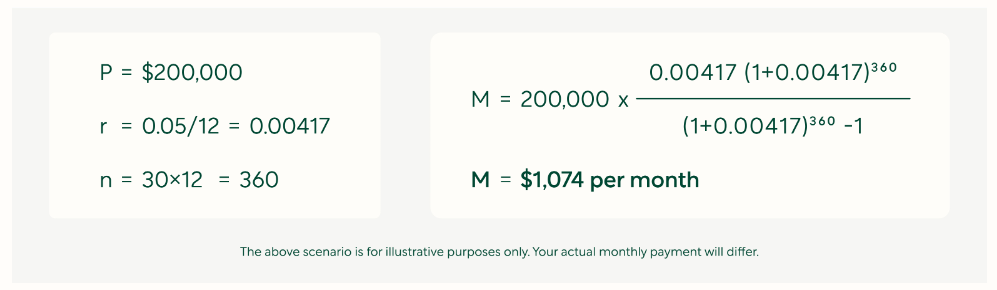 P = $200,000
r = 0.05/12 = 0.00417
n = 30×12 = 360
0.00417 (1+0.00417)³⁶⁰
M = 200,000 x
(1+0.00417)³⁶⁰ -1
M = $1,074 per month
The above scenario is for illustrative purposes only. Your actual monthly payment will differ.